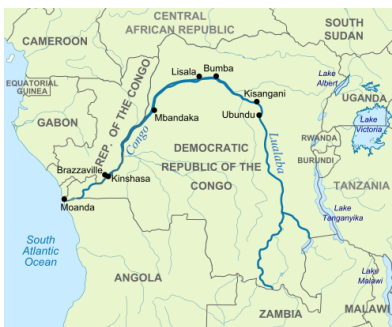 CENTRAL
AFRICAN REPUBLIC
SOUTH
SUDAN
CAMEROON
EQUATORIAL
GUINEA
GABON
REP. OF THE CONGO
Lisala
Bumba
Kisangani
Ubundu
Mbandaka
Congo
Lualaba
Lake
Albert
UGANDA
Lake
Victoria
RWANDA
BURUNDI
DEMOCRATIC
REPUBLIC OF THE
CONGO
Brazzaville
Kinshasa
Moanda
TANZANIA
Lake
Tanganyika
South
Atlantic
Ocean
ANGOLA
Lake
Malawi
ZAMBIA
MALAWI